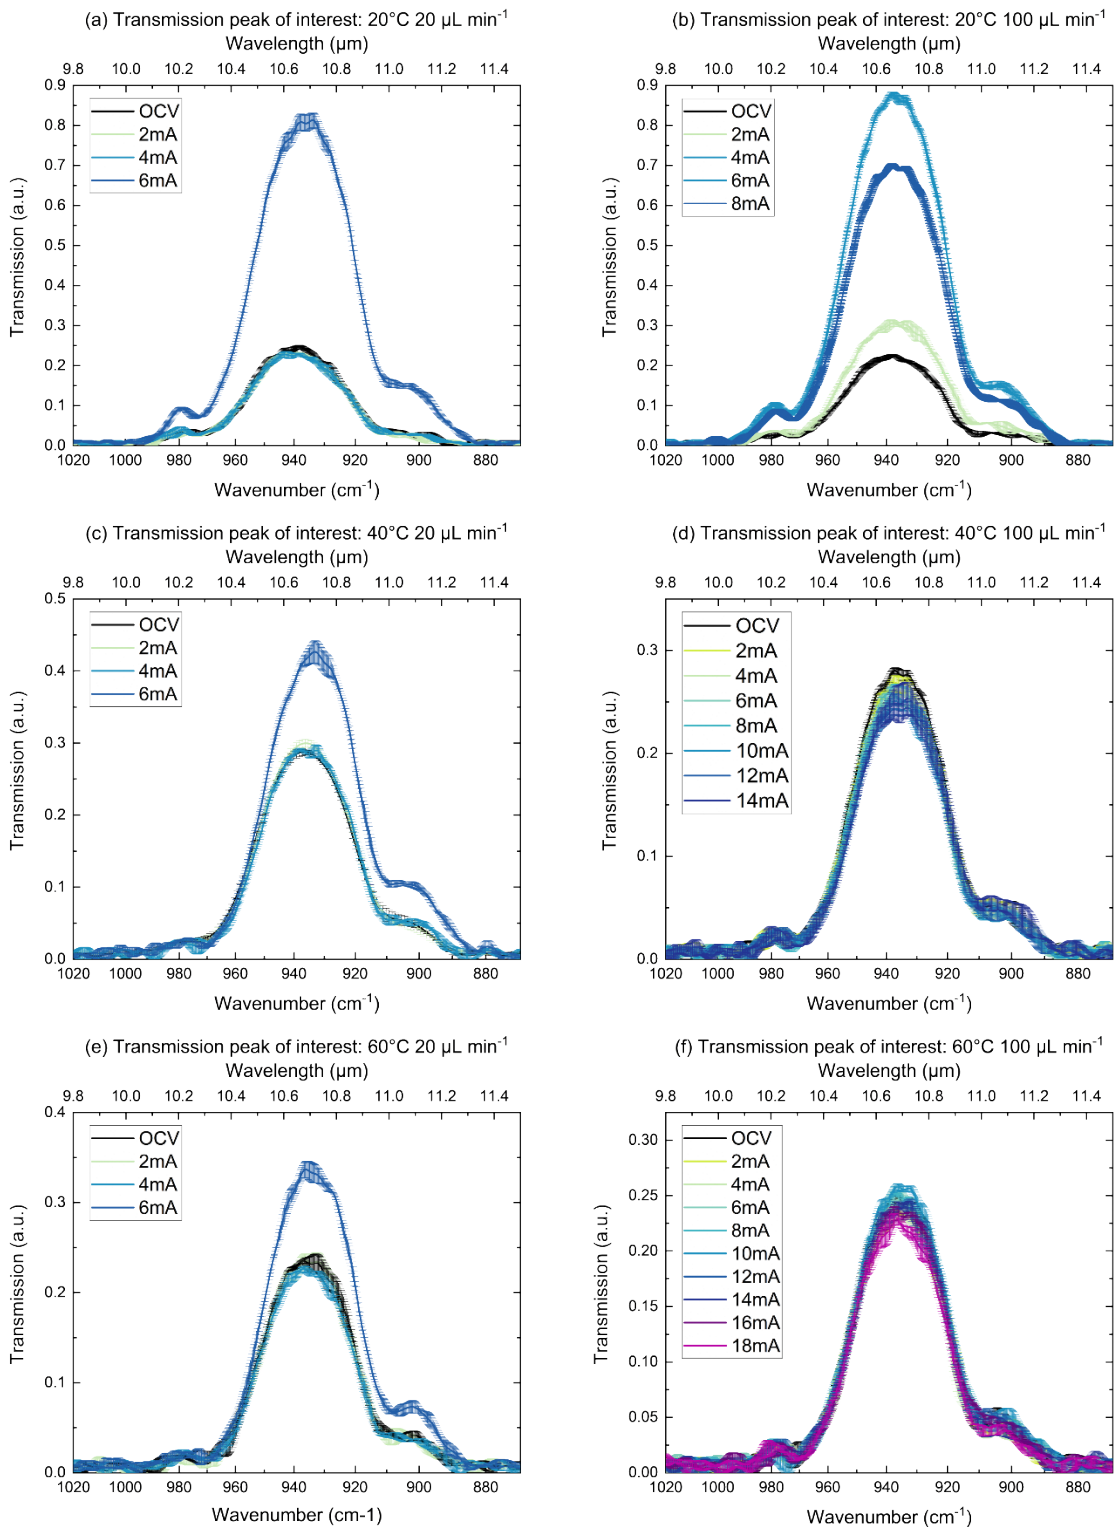 (a) Transmission peak of interest: 20°C 20 µL min⁻¹
Wavelength (µm)
9.8 10.0 10.2 10.4 10.6 10.8 11.0 11.2 11.4
0.9
0.8
0.7
0.6
0.5
0.4
0.3
0.2
0.1
0.0
Transmission (a.u.)
OCV
2mA
4mA
6mA
1020 1000 980 960 940 920 900 880
Wavenumber (cm⁻¹)
(b) Transmission peak of interest: 20°C 100 µL min⁻¹
Wavelength (µm)
9.8 10.0 10.2 10.4 10.6 10.8 11.0 11.2 11.4
0.9
0.8
0.7
0.6
0.5
0.4
0.3
0.2
0.1
0.0
Transmission (a.u.)
OCV
2mA
4mA
6mA
8mA
1020 1000 980 960 940 920 900 880
Wavenumber (cm⁻¹)
(c) Transmission peak of interest: 40°C 20 µL min⁻¹
Wavelength (µm)
9.8 10.0 10.2 10.4 10.6 10.8 11.0 11.2 11.4
0.5
0.4
0.3
0.2
0.1
0.0
Transmission (a.u.)
OCV
2mA
4mA
6mA
1020 1000 980 960 940 920 900 880
Wavenumber (cm⁻¹)
(d) Transmission peak of interest: 40°C 100 µL min⁻¹
Wavelength (µm)
9.8 10.0 10.2 10.4 10.6 10.8 11.0 11.2 11.4
0.3
0.2
0.1
0.0
Transmission (a.u.)
OCV
2mA
4mA
6mA
8mA
10mA
12mA
14mA
1020 1000 980 960 940 920 900 880
Wavenumber (cm⁻¹)
(e) Transmission peak of interest: 60°C 20 µL min⁻¹
Wavelength (µm)
9.8 10.0 10.2 10.4 10.6 10.8 11.0 11.2 11.4
0.4
0.3
0.2
0.1
0.0
Transmission (a.u.)
OCV
2mA
4mA
6mA
1020 1000 980 960 940 920 900 880
Wavenumber (cm-1)
(f) Transmission peak of interest: 60°C 100 µL min⁻¹
Wavelength (µm)
9.8 10.0 10.2 10.4 10.6 10.8 11.0 11.2 11.4
0.30
0.25
0.20
0.15
0.10
0.05
0.00
Transmission (a.u.)
OCV
2mA
4mA
6mA
8mA
10mA
12mA
14mA
16mA
18mA
1020 1000 980 960 940 920 900 880
Wavenumber (cm⁻¹)